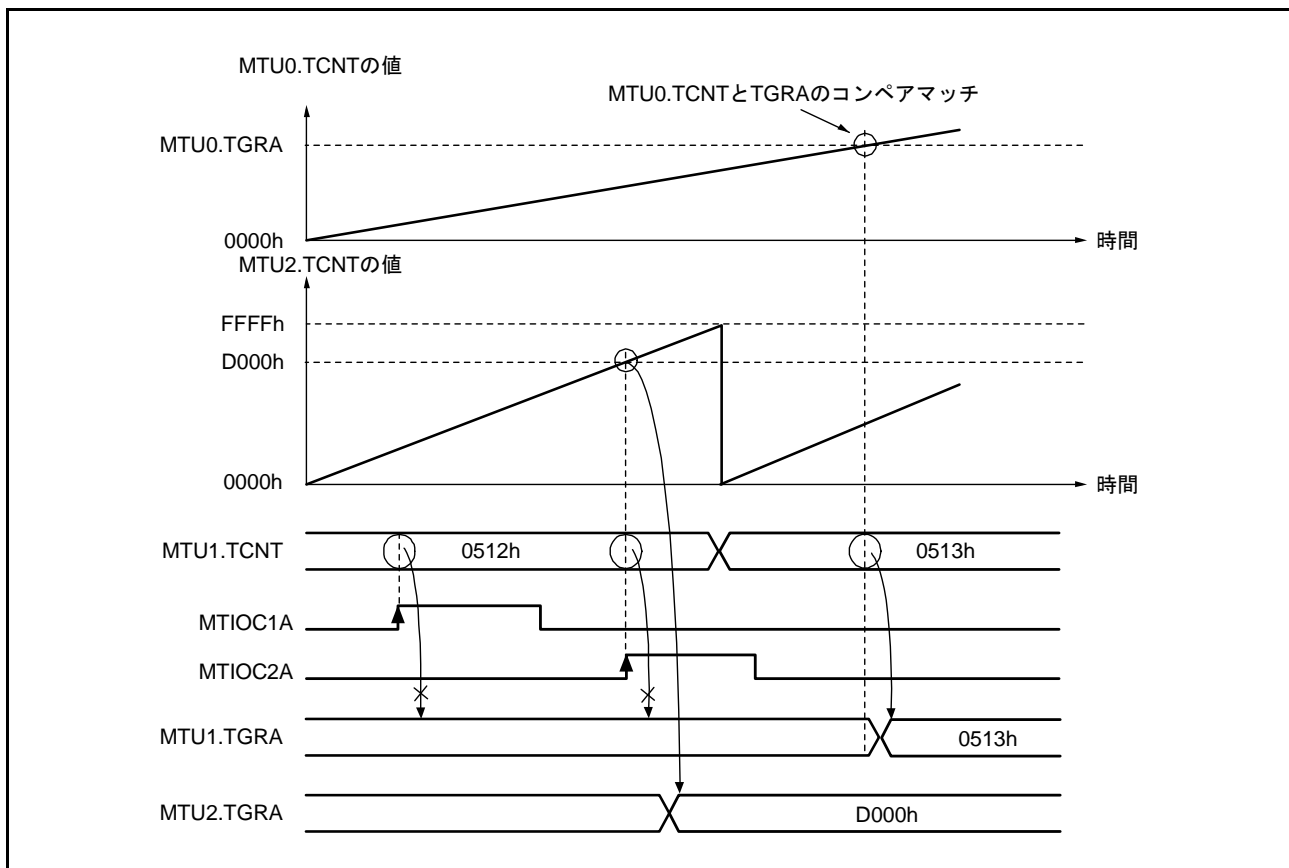 MTU0.TCNTの値
MTU0.TCNTとTGRAのコンペアマッチ
MTU0.TGRA
0000h
時間
MTU2.TCNTの値
FFFFh
D000h
0000h
時間
MTU1.TCNT
0512h
0513h
MTIOC1A
MTIOC2A
MTU1.TGRA
0513h
MTU2.TGRA
D000h